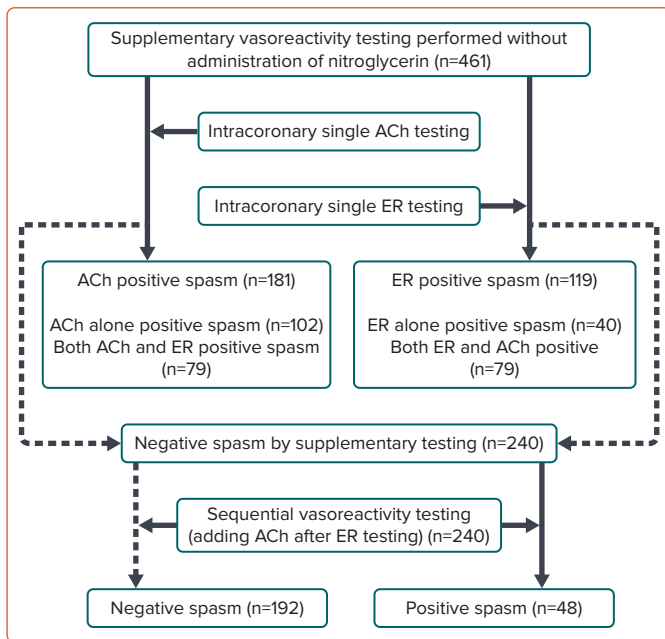 Supplementary vasoreactivity testing performed without
administration of nitroglycerin (n=461)
Intracoronary single ACh testing
Intracoronary single ER testing
ACh positive spasm (n=181)
ACh alone positive spasm (n=102)
Both ACh and ER positive spasm
(n=79)
ER positive spasm (n=119)
ER alone positive spasm (n=40)
Both ER and ACh positive
(n=79)
Negative spasm by supplementary testing (n=240)
Sequential vasoreactivity testing
(adding ACh after ER testing) (n=240)
Negative spasm (n=192)
Positive spasm (n=48)